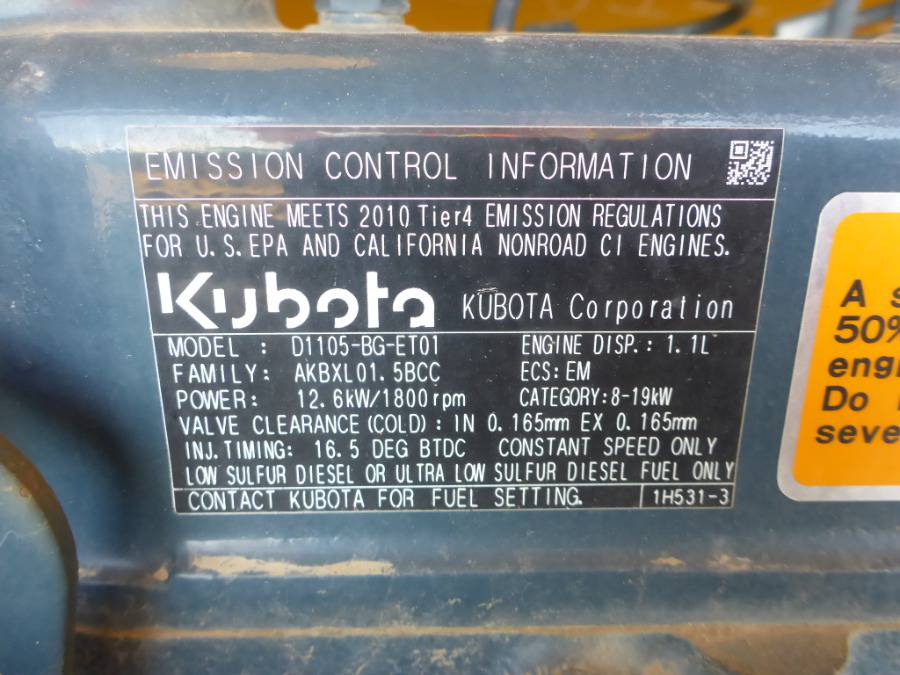 EMISSION CONTROL INFORMATION
THIS ENGINE MEETS 2010 Tier4 EMISSION REGULATIONS
FOR U.S. EPA AND CALIFORNIA NONROAD CI ENGINES.
Kubota KUBOTA Corporation
MODEL : D1105-BG-ET01 ENGINE DISP.: 1.1L
FAMILY: AKBXL01.5BCC ECS: EM
POWER: 12.6kW/1800rpm CATEGORY: 8-19kW
VALVE CLEARANCE (COLD) : IN 0.165mm EX 0.165mm
INJ. TIMING: 16.5 DEG BTDC CONSTANT SPEED ONLY
LOW SULFUR DIESEL OR ULTRA LOW SULFUR DIESEL FUEL ONLY
CONTACT KUBOTA FOR FUEL SETTING. 1H531-3
A s
50%
engi
Do
seve